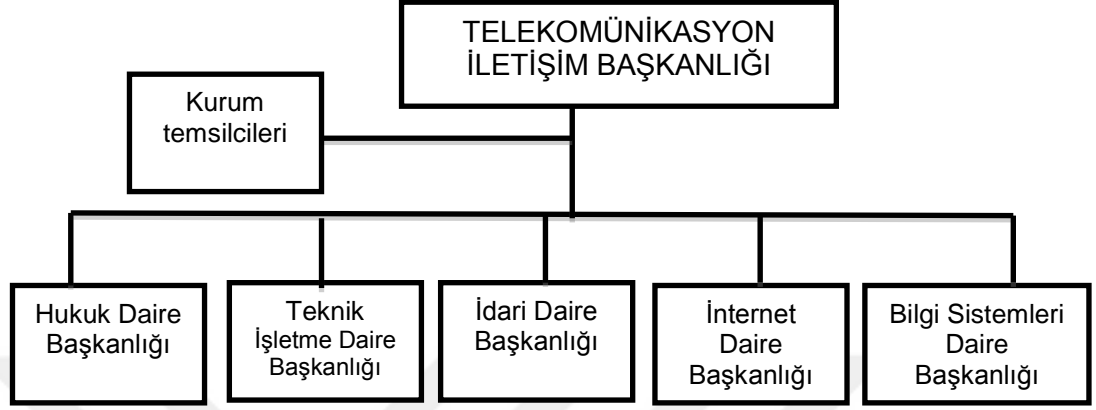 TELEKOMÜNİKASYON
İLETİŞİM BAŞKANLIĞI
Kurum
temsilcileri
Hukuk Daire
Başkanlığı
Teknik
İşletme Daire
Başkanlığı
İdari Daire
Başkanlığı
İnternet
Daire
Başkanlığı
Bilgi Sistemleri
Daire
Başkanlığı